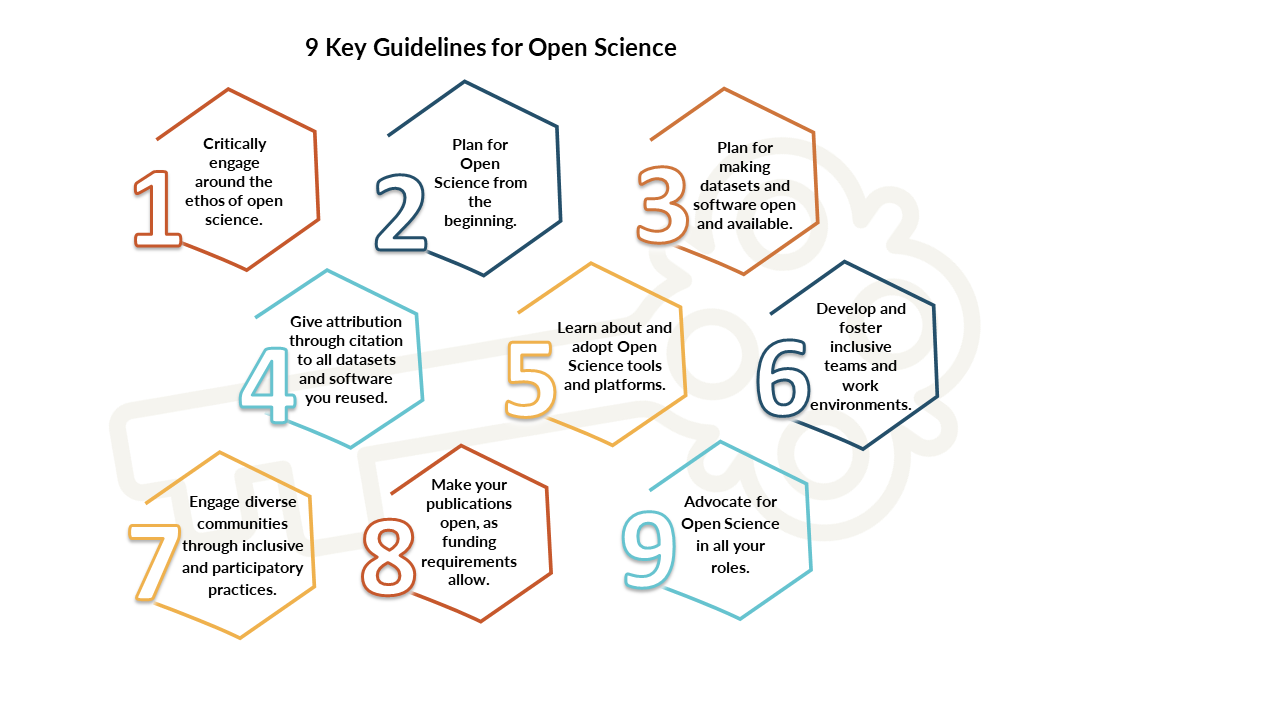 9 Key Guidelines for Open Science
1
Critically
engage
around the
ethos of open
science.
2
Plan for
Open
Science from
the
beginning.
3
Plan for
making
datasets and
software open
and available.
4
Give attribution
through citation
to all datasets
and software
you reused.
5
Learn about and
adopt Open
Science tools
and platforms.
6
Develop and
foster
inclusive
teams and
work
environments.
7
Engage diverse
communities
through inclusive
and participatory
practices.
8
Make your
publications
open, as
funding
requirements
allow.
9
Advocate for
Open Science
in all your
roles.